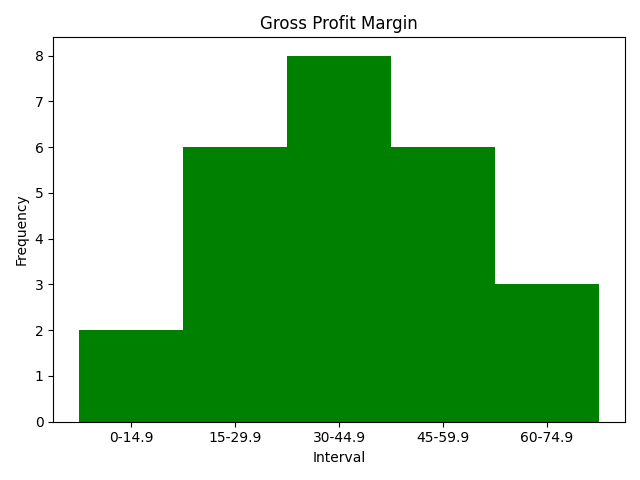 Gross Profit Margin
Frequency
8
7
6
5
4
3
2
1
0
0-14.9 15-29.9 30-44.9 45-59.9 60-74.9
Interval